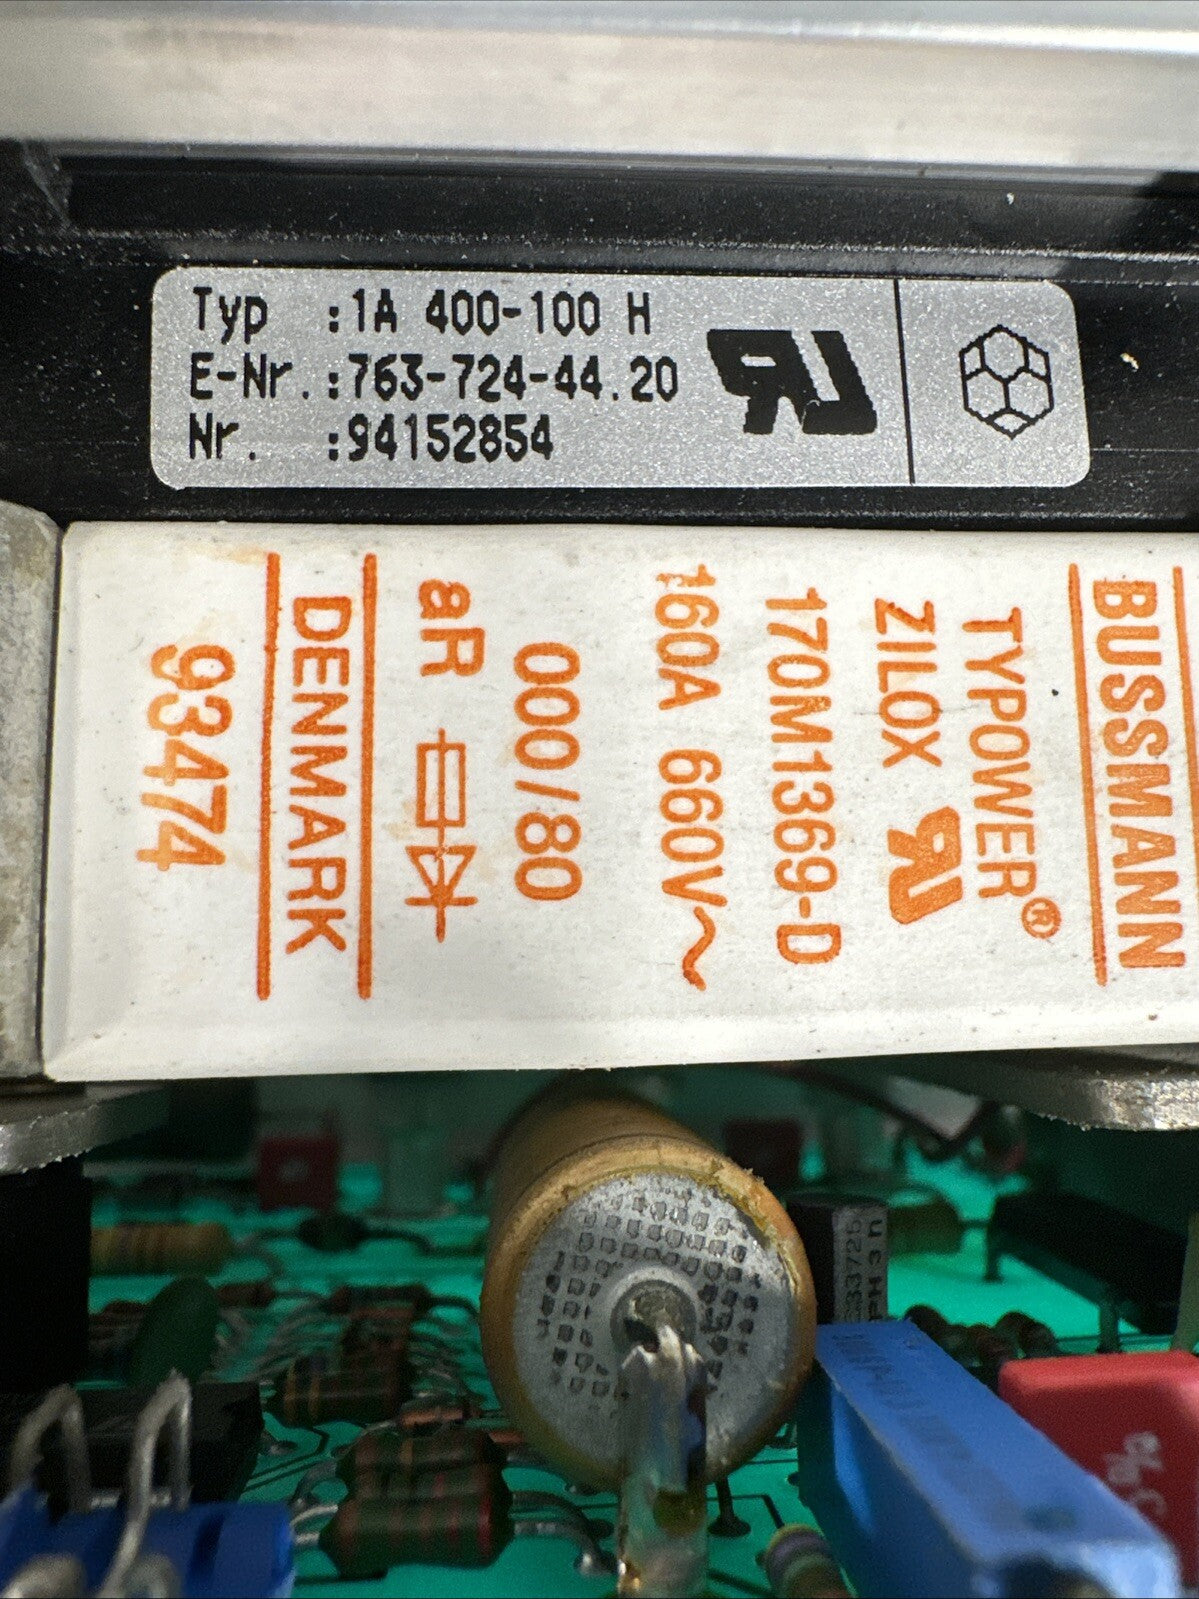 Typ :1A 400-100 H
E-Nr.:763-724-44.20
Nr. :94152854
BUSSMANN
TYPOWER®
ZILOX
170M1369-D
160A 660V~
000/80
aR
DENMARK
93474